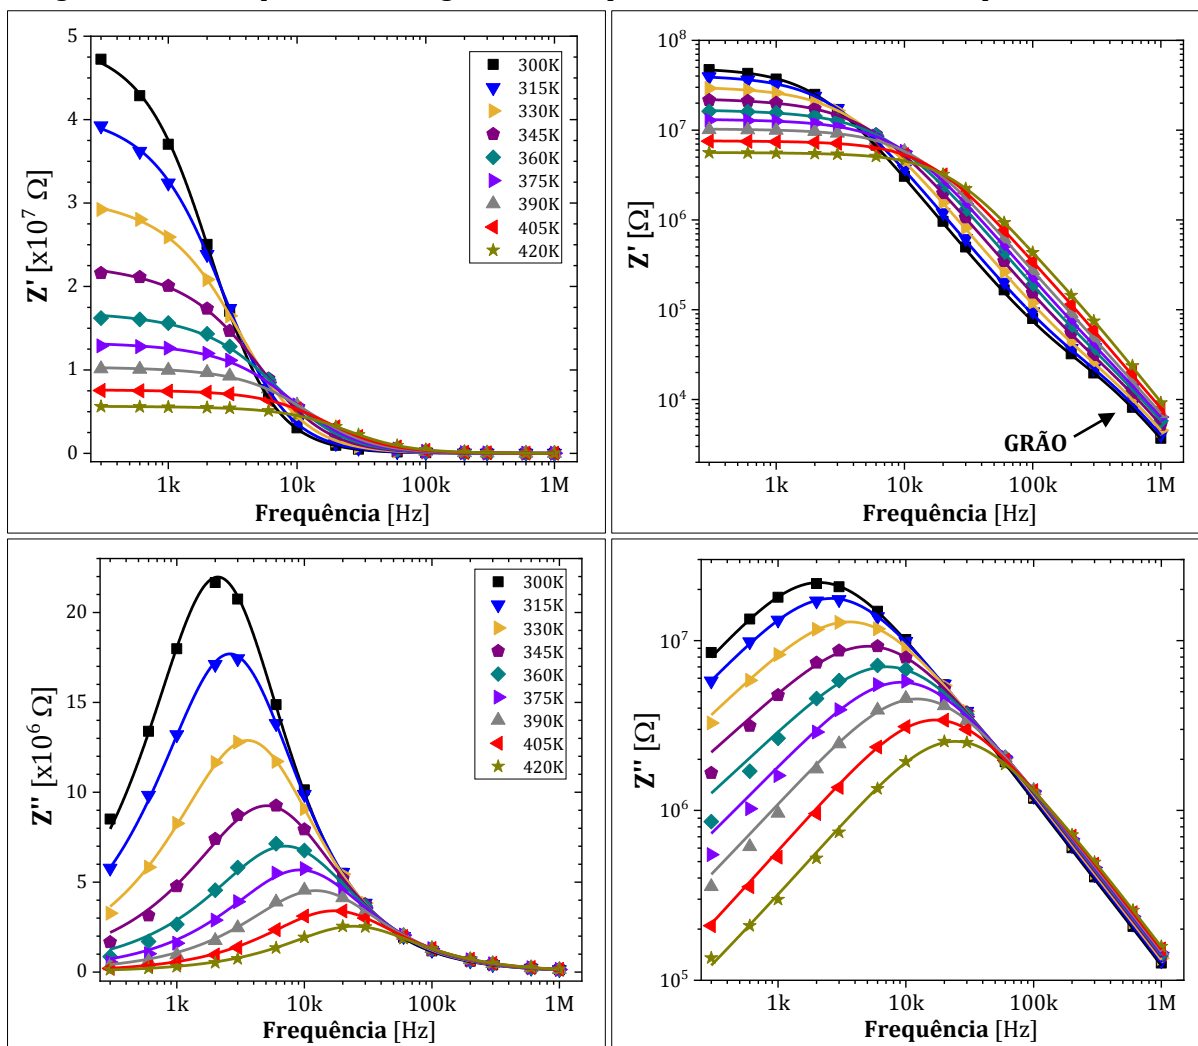 5
4
3
2
1
0
Z' [x10⁷ Ω]
300K
315K
330K
345K
360K
375K
390K
405K
420K
1k 10k 100k 1M
Frequência [Hz]
10⁸
10⁷
10⁶
10⁵
10⁴
Z' [Ω]
GRÃO
1k 10k 100k 1M
Frequência [Hz]
20
15
10
5
0
Z'' [x10⁶ Ω]
300K
315K
330K
345K
360K
375K
390K
405K
420K
1k 10k 100k 1M
Frequência [Hz]
10⁷
10⁶
10⁵
Z'' [Ω]
1k 10k 100k 1M
Frequência [Hz]